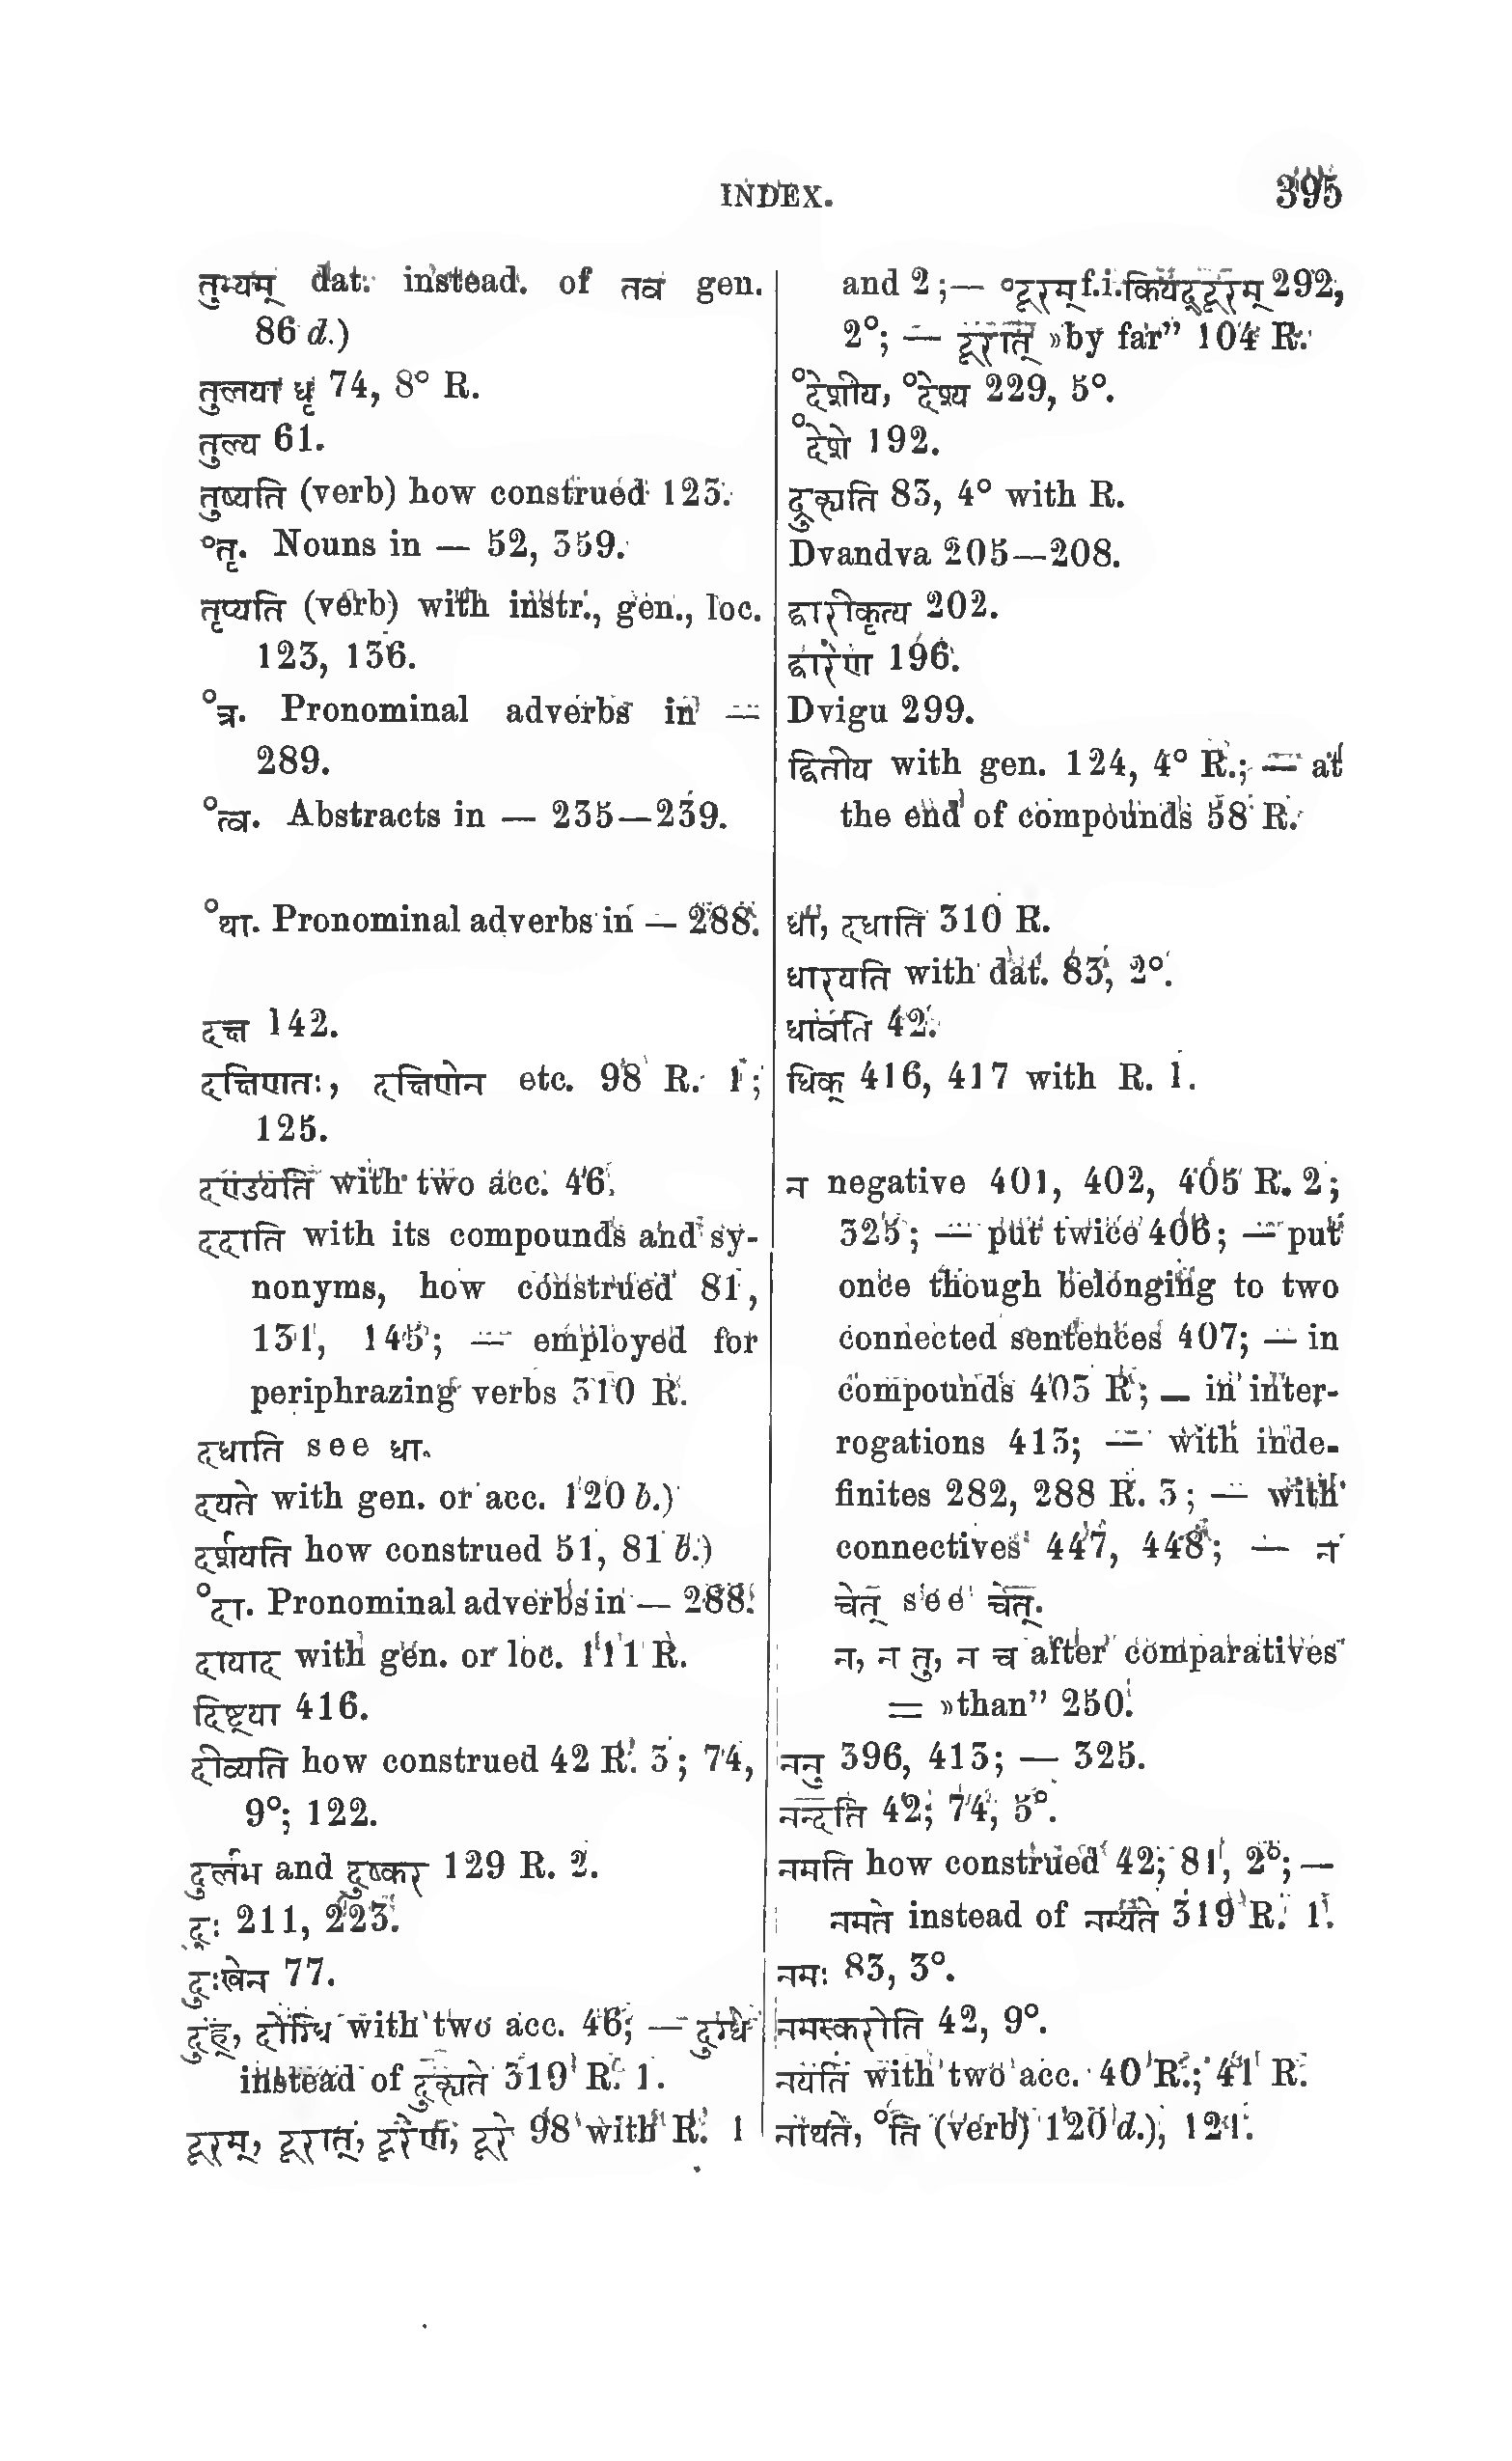 INDEX. 395
तुभ्यम् dat. instead. of तव gen.
86 d.)
तुलया धृ 74, 8° R.
तुल्य 61.
तुष्यति (verb) how construed 123.
°तृ. Nouns in — 52, 359.
तृप्यति (verb) with instr., gen., loc.
123, 136.
°त्र. Pronominal adverbs in —
289.
°त्व. Abstracts in — 235—239.
°था. Pronominal adverbs in — 288.
दक्ष 142.
दक्षिणतः, दक्षिणेन etc. 98 R. 1;
125.
दण्डयति with two acc. 46.
ददाति with its compounds and sy-
nonyms, how construed 81,
131, 145; — employed for
periphrazing verbs 310 R.
दधाति see धा.
दयते with gen. or acc. 120 b.)
दर्शयति how construed 51, 81 b.)
°दा. Pronominal adverbs in — 288.
दायाद with gen. or loc. 111 R.
दिष्ट्या 416.
दीव्यति how construed 42 R. 3; 74,
9°; 122.
दुर्लभ and दुष्कर 129 R. 2.
दुः 211, 223.
दुःखेन 77.
दुह्, दोग्धि with two acc. 46; — दुग्धे
instead of दुह्यते 319 R. 1.
दूरम्, दूरात्, दूरेण, दूरे 98 with R. 1
and 2; — °दूरम् f.i. कियद्दूरम् 292,
2°; — दूरात् »by far” 104 R.
°देशीय, °देश्य 229, 5°.
°देशे 192.
द्रुह्यति 83, 4° with R.
Dvandva 205—208.
द्वारीकृत्य 202.
द्वारेण 196.
Dvigu 299.
द्वितीय with gen. 124, 4° R.; — at
the end of compounds 58 R.
धा, दधाति 310 R.
धारयति with dat. 83, 2°.
धावति 42.
धिक् 416, 417 with R. 1.
न negative 401, 402, 405 R. 2;
325; — put twice 406; — put
once though belonging to two
connected sentences 407; — in
compounds 403 R; — in inter-
rogations 413; — with inde-
finites 282, 288 R. 3; — with
connectives 447, 448; — न
चेत् see चेत्.
न, न तु, न च after comparatives
= »than” 250.
ननु 396, 413; — 325.
नन्दति 42; 74, 5°.
नमति how construed 42; 81, 2°; —
नमते instead of नम्यते 319 R. 1.
नमः 83, 3°.
नमस्करोति 42, 9°.
नयति with two acc. 40 R.; 41 R.
नाथते, °ति (verb) 120 d.), 121.